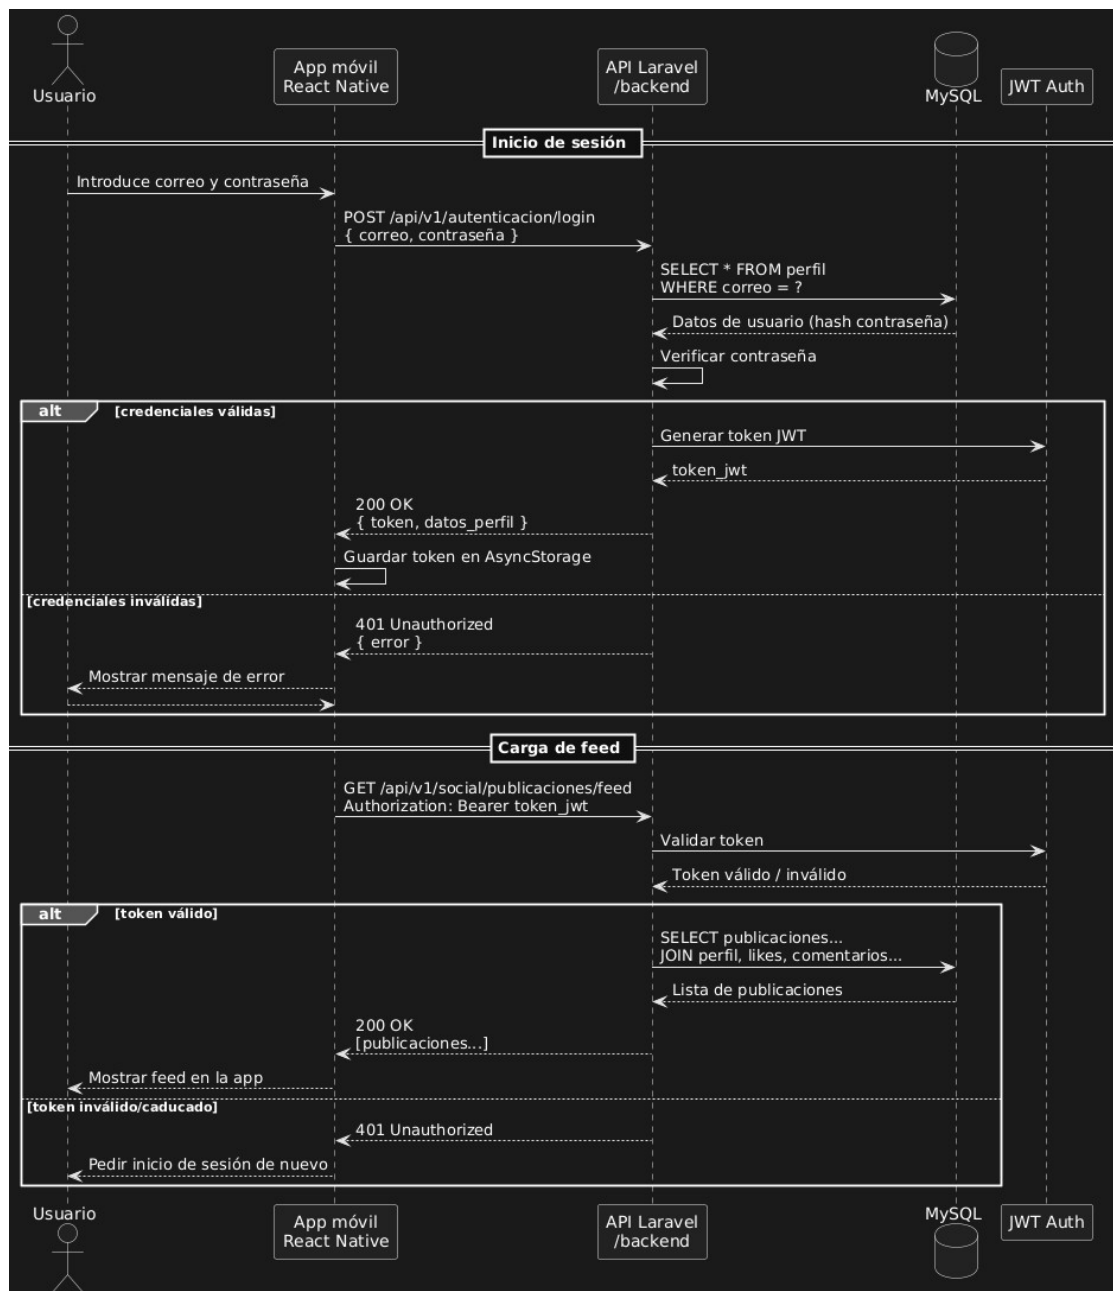 Usuario
App móvil
React Native
API Laravel
/backend
MySQL
JWT Auth
Inicio de sesión
Introduce correo y contraseña
POST /api/v1/autenticacion/login
{ correo, contraseña }
SELECT * FROM perfil
WHERE correo = ?
Datos de usuario (hash contraseña)
Verificar contraseña
alt
[credenciales válidas]
Generar token JWT
token_jwt
200 OK
{ token, datos_perfil }
Guardar token en AsyncStorage
[credenciales inválidas]
401 Unauthorized
{ error }
Mostrar mensaje de error
Carga de feed
GET /api/v1/social/publicaciones/feed
Authorization: Bearer token_jwt
Validar token
Token válido / inválido
alt
[token válido]
SELECT publicaciones...
JOIN perfil, likes, comentarios...
Lista de publicaciones
200 OK
[publicaciones...]
Mostrar feed en la app
[token inválido/caducado]
401 Unauthorized
Pedir inicio de sesión de nuevo
Usuario
App móvil
React Native
API Laravel
/backend
MySQL
JWT Auth